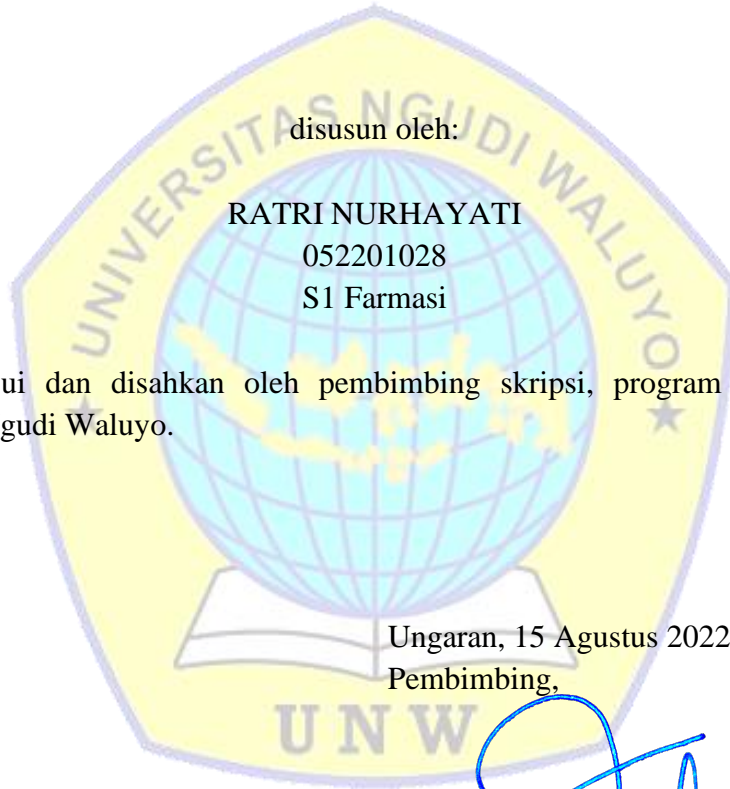 UNIVERSITAS NGUDI WALUYO
disusun oleh:
RATRI NURHAYATI
052201028
S1 Farmasi
ui dan disahkan oleh pembimbing skripsi, program
gudi Waluyo.
Ungaran, 15 Agustus 2022
Pembimbing,
UNW